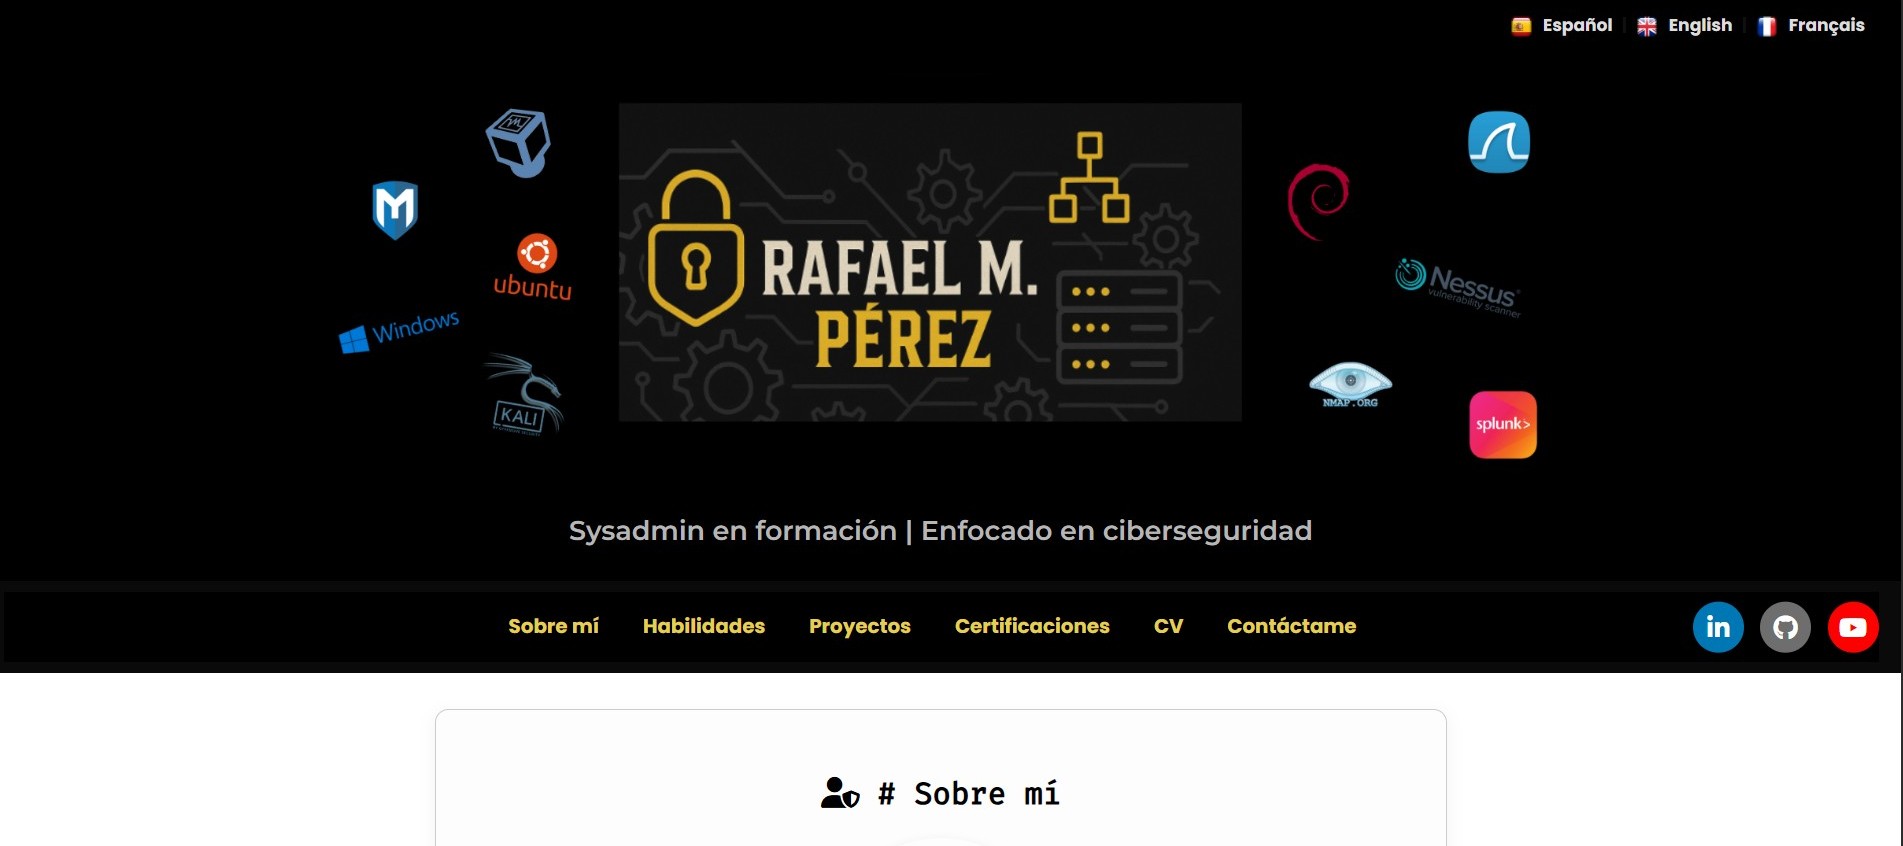 Español
English
Français
ubuntu
Windows
KALI
RAFAEL M.
PÉREZ
Nessus
vulnerability scanner
NMAP.ORG
splunk>
Sysadmin en formación | Enfocado en ciberseguridad
Sobre mí
Habilidades
Proyectos
Certificaciones
CV
Contáctame
in
# Sobre mí